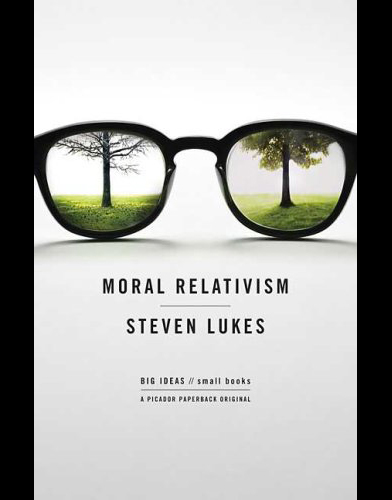 MORAL RELATIVISM
STEVEN LUKES
BIG IDEAS // small books
A PICADOR PAPERBACK ORIGINAL